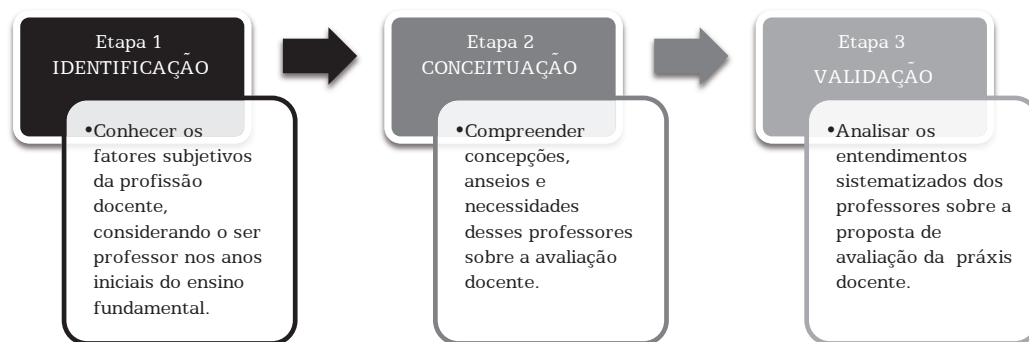 Etapa 1
IDENTIFICAÇÃO
•Conhecer os
fatores subjetivos
da profissão
docente,
considerando o ser
professor nos anos
iniciais do ensino
fundamental.
Etapa 2
CONCEITUAÇÃO
•Compreender
concepções,
anseios e
necessidades
desses professores
sobre a avaliação
docente.
Etapa 3
VALIDAÇÃO
•Analisar os
entendimentos
sistematizados dos
professores sobre a
proposta de
avaliação da práxis
docente.